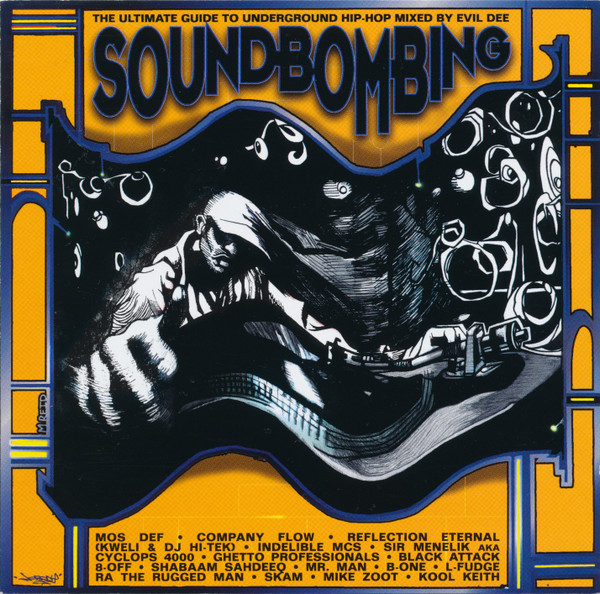 THE ULTIMATE GUIDE TO UNDERGROUND HIP-HOP MIXED BY EVIL DEE
SOUNDBOMBING
MOS DEF • COMPANY FLOW • REFLECTION ETERNAL
(KWELI & DJ HI-TEK) • INDELIBLE MCS • SIR MENELIK AKA
CYCLOPS 4000 • GHETTO PROFESSIONALS • BLACK ATTACK
8-OFF • SHABAAM SAHDEEQ • MR. MAN • B-ONE • L-FUDGE
RA THE RUGGED MAN • SKAM • MIKE ZOOT • KOOL KEITH